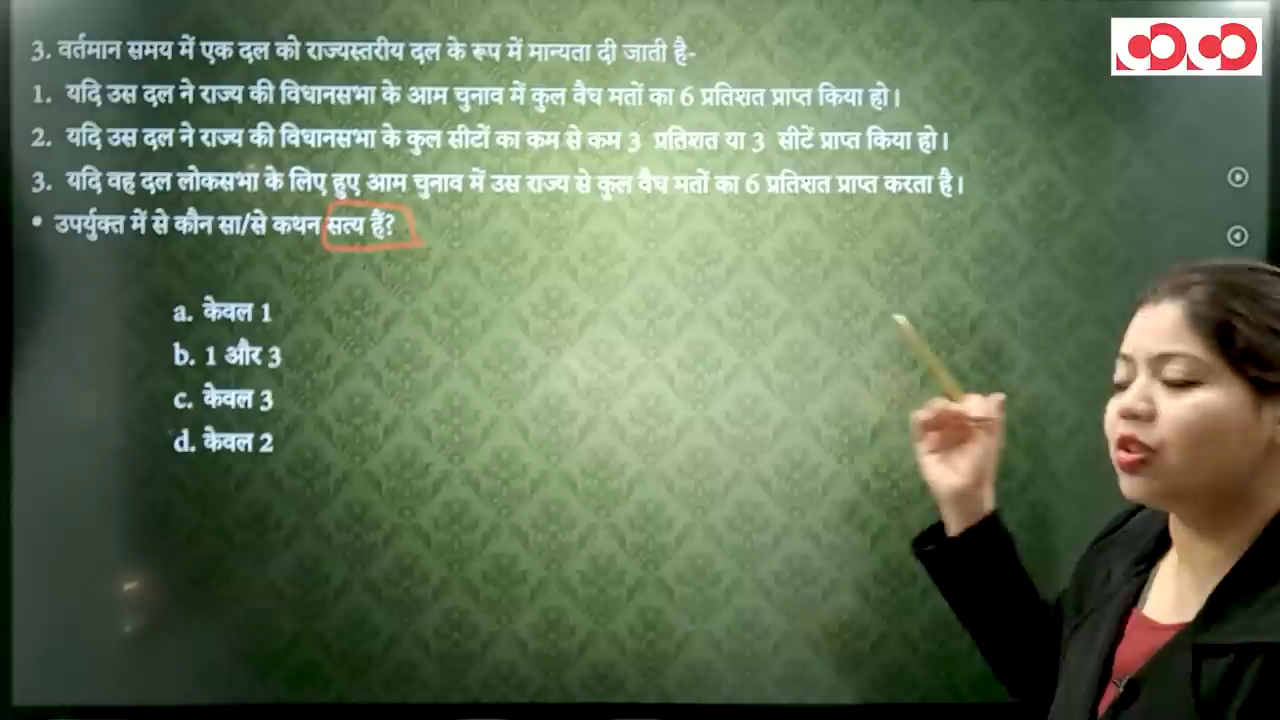 3. वर्तमान समय में एक दल को राज्यस्तरीय दल के रूप में मान्यता दी जाती है-
1. यदि उस दल ने राज्य की विधानसभा के आम चुनाव में कुल वैध मतों का 6 प्रतिशत प्राप्त किया हो।
2. यदि उस दल ने राज्य की विधानसभा के कुल सीटों का कम से कम 3 प्रतिशत या 3 सीटें प्राप्त किया हो।
3. यदि वह दल लोकसभा के लिए हुए आम चुनाव में उस राज्य से कुल वैध मतों का 6 प्रतिशत प्राप्त करता है।
• उपर्युक्त में से कौन सा/से कथन सत्य हैं?
a. केवल 1
b. 1 और 3
c. केवल 3
d. केवल 2